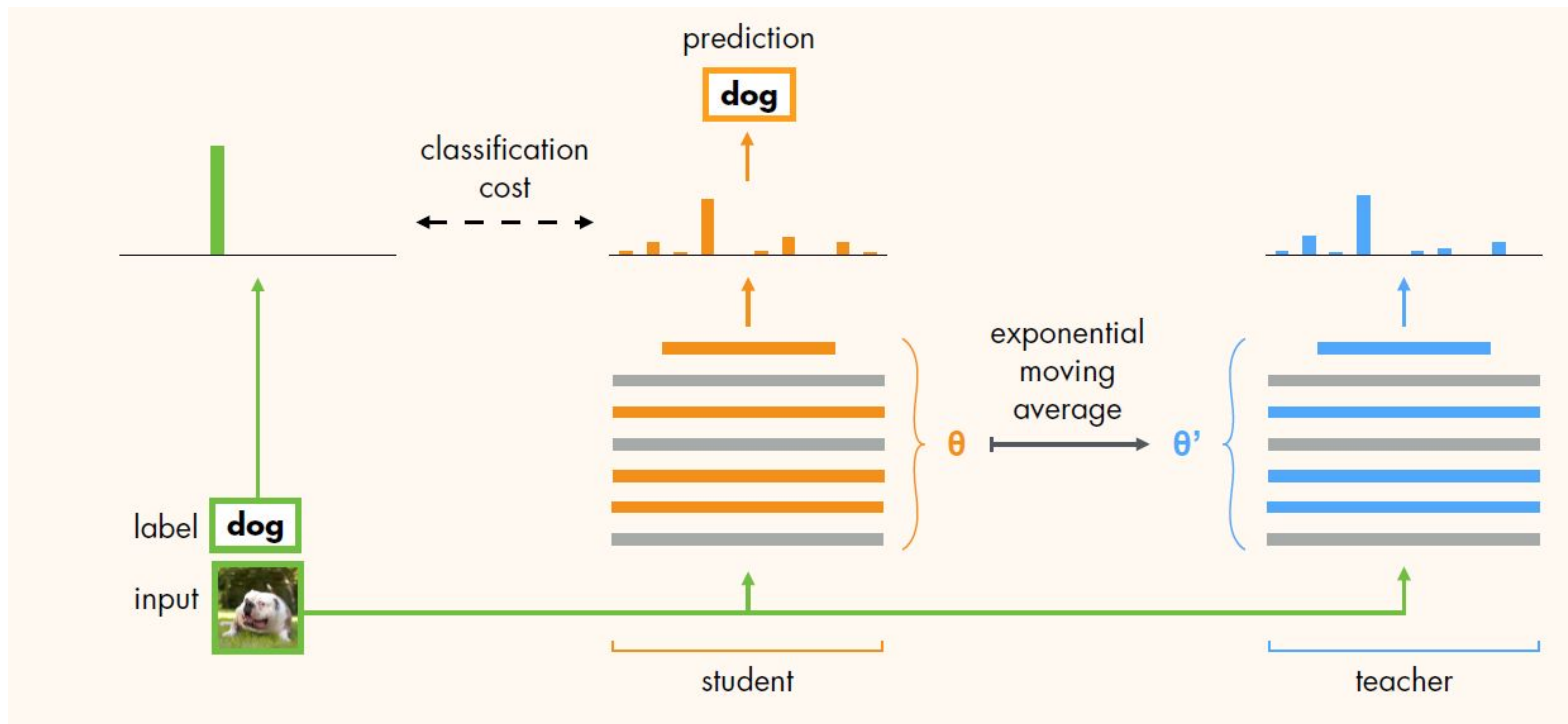 prediction
dog
classification
cost
exponential
moving
average
θ
θ’
label
dog
input
student
teacher